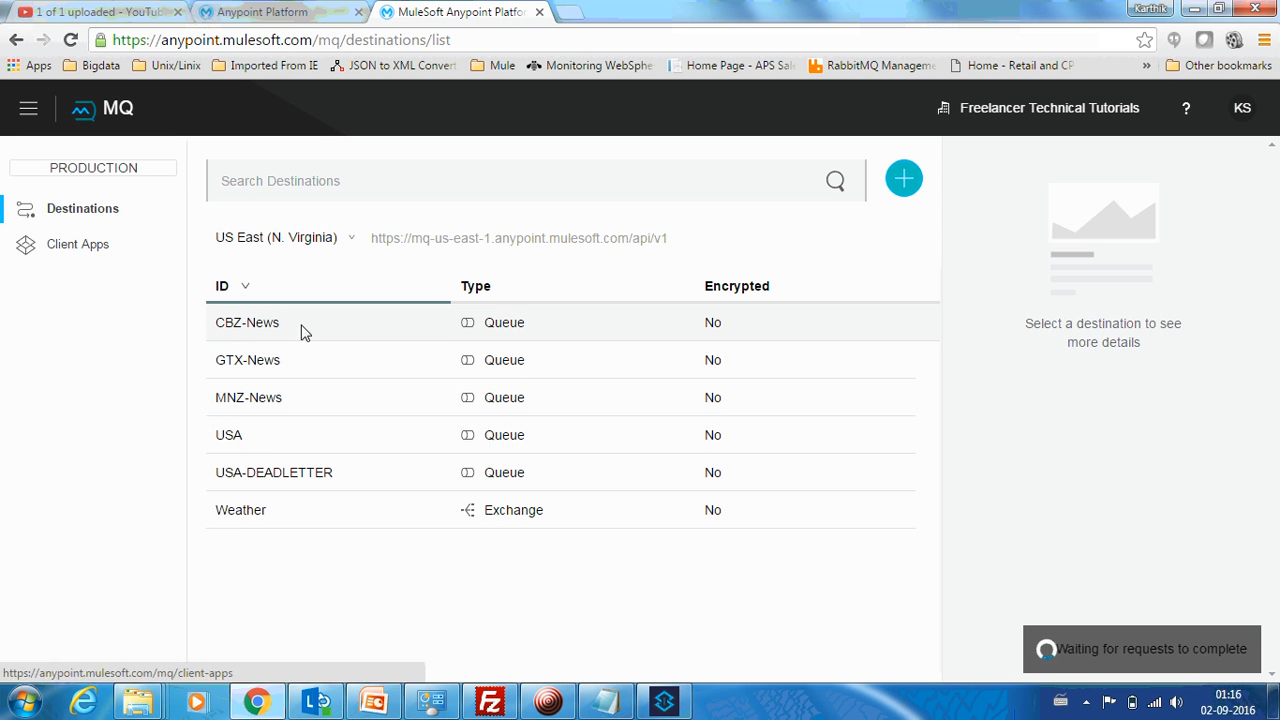 1 of 1 uploaded - YouTube
Anypoint Platform
MuleSoft Anypoint Platfor
Karthik
https://anypoint.mulesoft.com/mq/destinations/list
Apps
Bigdata
Unix/Linix
Imported From IE
JSON to XML Convert
Mule
Monitoring WebSphe
Home Page - APS Sale
RabbitMQ Manageme
Home - Retail and CP
»
Other bookmarks
MQ
Freelancer Technical Tutorials
?
KS
PRODUCTION
Destinations
Client Apps
Search Destinations
US East (N. Virginia)
https://mq-us-east-1.anypoint.mulesoft.com/api/v1
ID Type Encrypted
CBZ-News Queue No
GTX-News Queue No
MNZ-News Queue No
USA Queue No
USA-DEADLETTER Queue No
Weather Exchange No
Select a destination to see
more details
Waiting for requests to complete
https://anypoint.mulesoft.com/mq/client-apps
01:16
02-09-2016